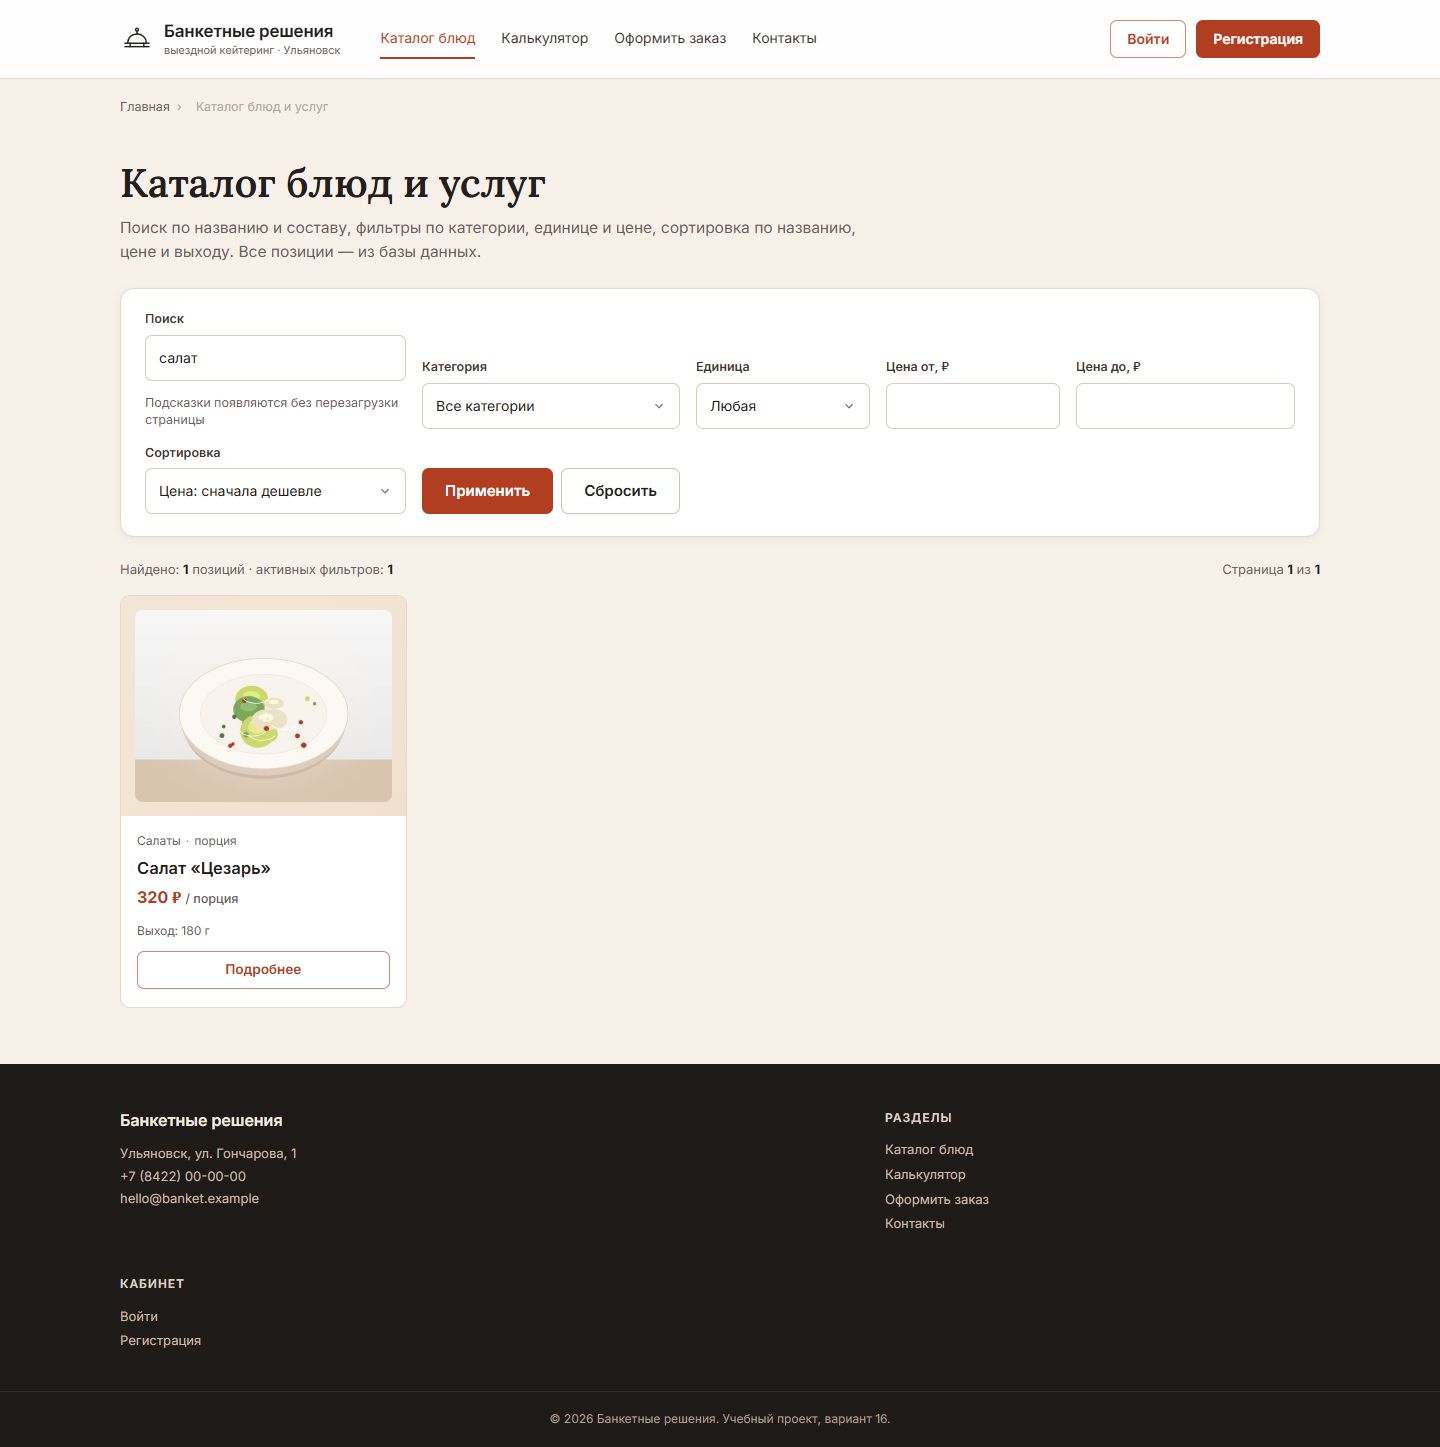 Банкетные решения
выездной кейтеринг · Ульяновск
Каталог блюд
Калькулятор
Оформить заказ
Контакты
Войти
Регистрация
Главная › Каталог блюд и услуг
Каталог блюд и услуг
Поиск по названию и составу, фильтры по категории, единице и цене, сортировка по названию,
цене и выходу. Все позиции — из базы данных.
Поиск
салат
Подсказки появляются без перезагрузки
страницы
Категория
Все категории
Единица
Любая
Цена от, ₽
Цена до, ₽
Сортировка
Цена: сначала дешевле
Применить
Сбросить
Найдено: 1 позиций · активных фильтров: 1
Страница 1 из 1
Салаты · порция
Салат «Цезарь»
320 ₽ / порция
Выход: 180 г
Подробнее
Банкетные решения
Ульяновск, ул. Гончарова, 1
+7 (8422) 00-00-00
hello@banket.example
РАЗДЕЛЫ
Каталог блюд
Калькулятор
Оформить заказ
Контакты
КАБИНЕТ
Войти
Регистрация
© 2026 Банкетные решения. Учебный проект, вариант 16.